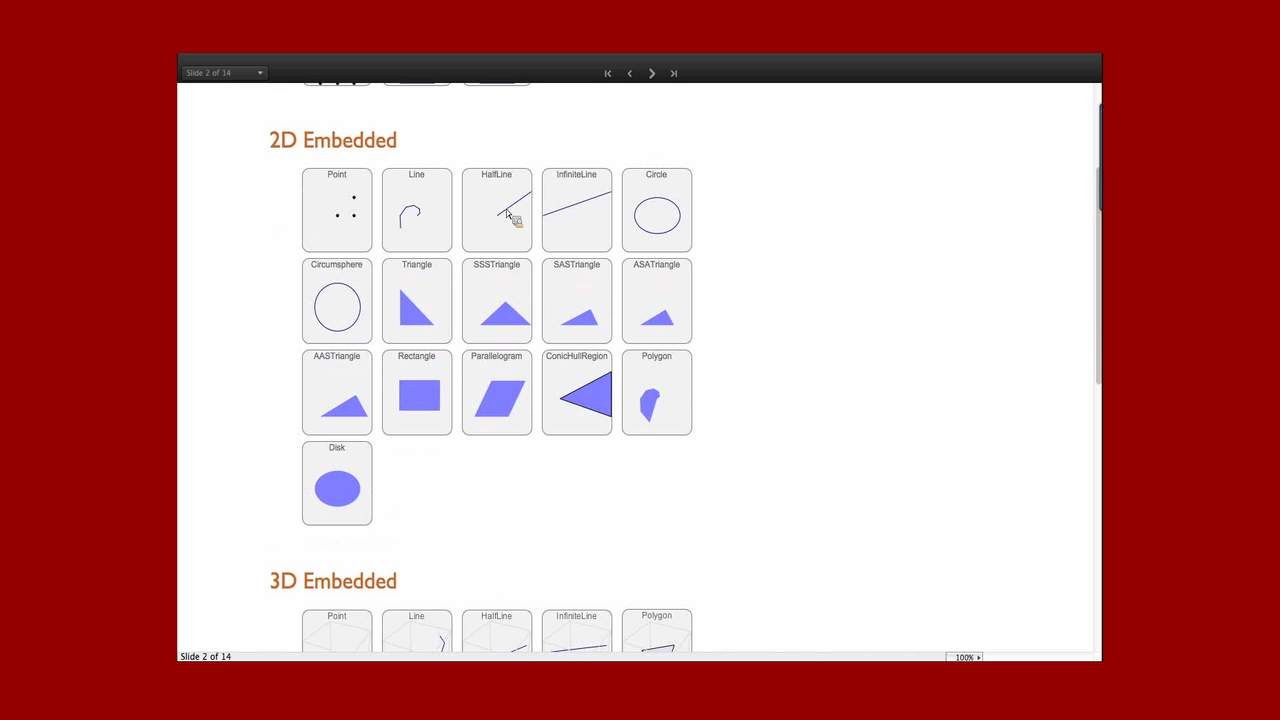 Slide 2 of 14
2D Embedded
Point Line HalfLine InfiniteLine Circle
Circumsphere Triangle SSSTriangle SASTriangle ASATriangle
AASTriangle Rectangle Parallelogram ConicHullRegion Polygon
Disk
3D Embedded
Point Line HalfLine InfiniteLine Polygon
Slide 2 of 14 100%